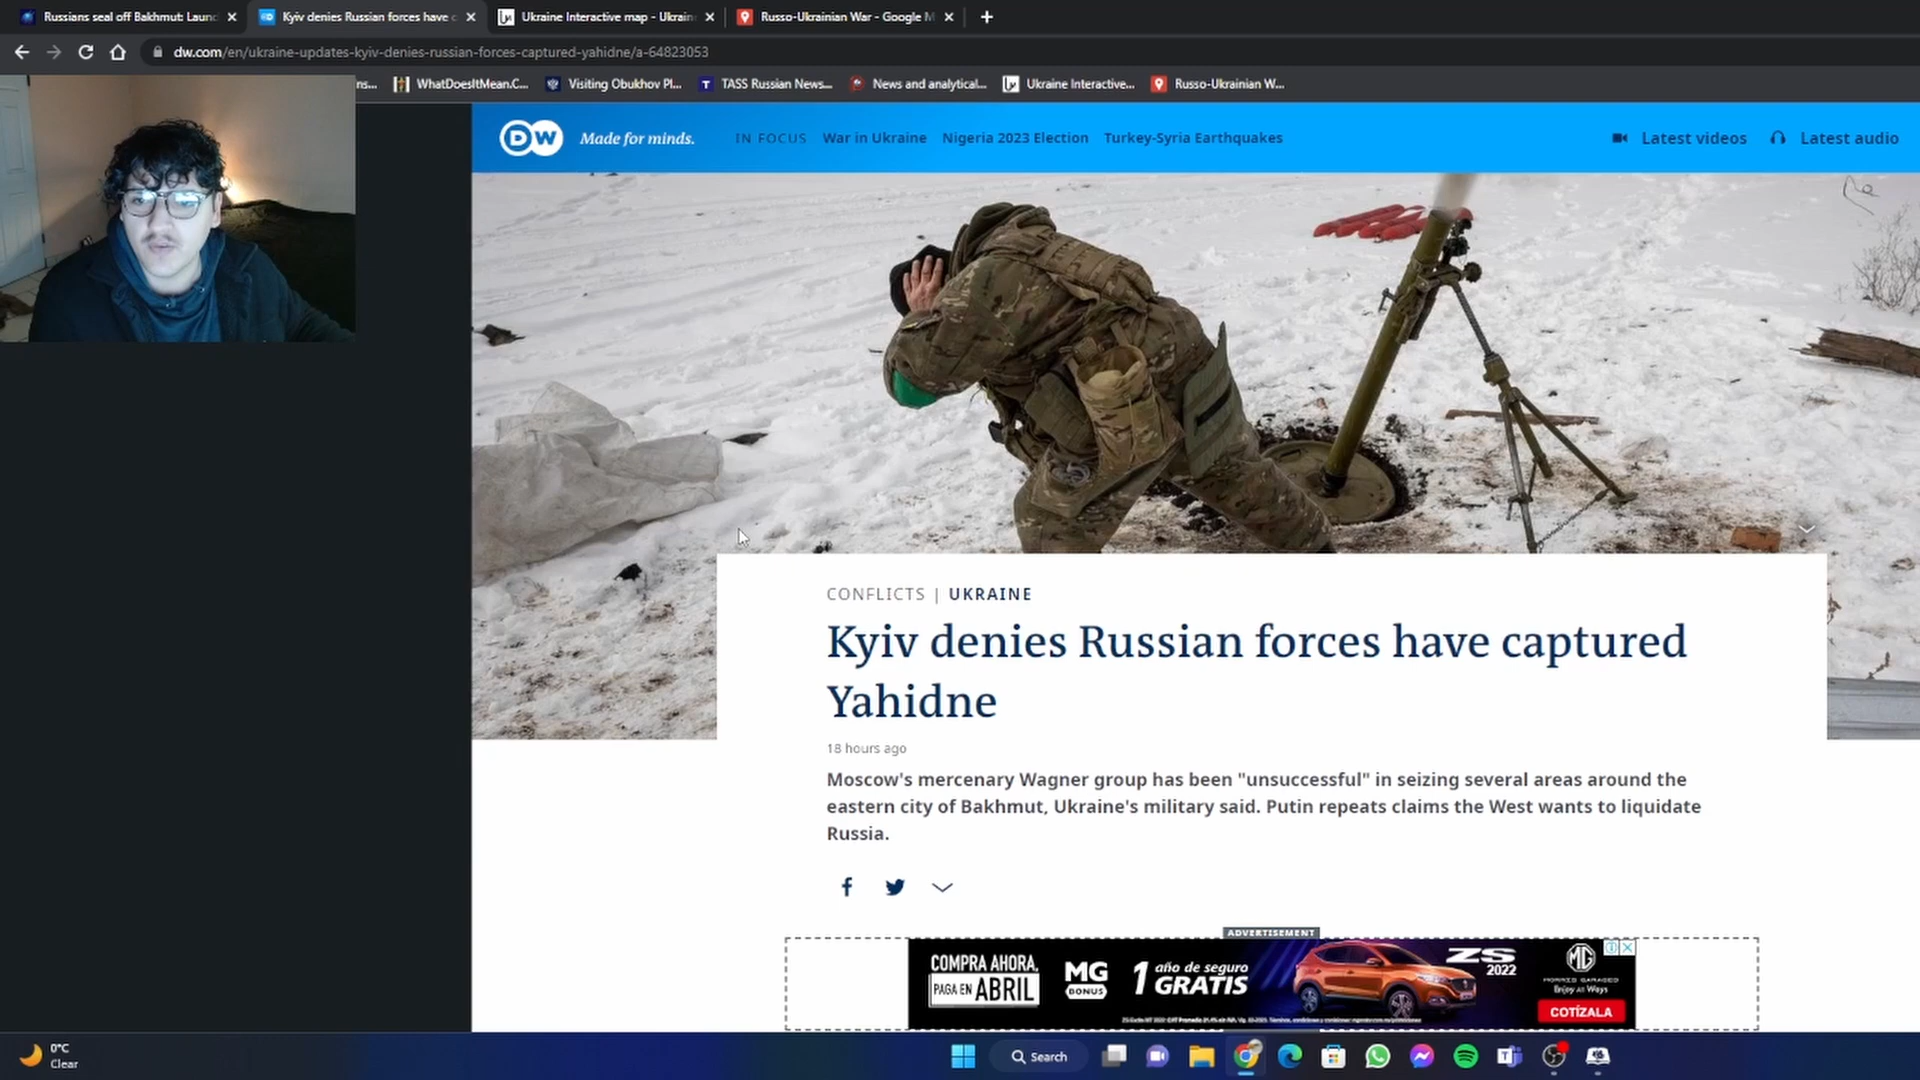 Russians seal off Bakhmut: Laun
Kyiv denies Russian forces have c
Ukraine Interactive map - Ukrain
Russo-Ukrainian War - Google M
dw.com/en/ukraine-updates-kyiv-denies-russian-forces-captured-yahidne/a-64823053
ns...
WhatDoesItMean.C...
Visiting Obukhov Pl...
TASS Russian News...
News and analytical...
Ukraine Interactive...
Russo-Ukrainian W...
DW
Made for minds.
IN FOCUS
War in Ukraine
Nigeria 2023 Election
Turkey-Syria Earthquakes
Latest videos
Latest audio
CONFLICTS | UKRAINE
Kyiv denies Russian forces have captured
Yahidne
18 hours ago
Moscow's mercenary Wagner group has been "unsuccessful" in seizing several areas around the
eastern city of Bakhmut, Ukraine's military said. Putin repeats claims the West wants to liquidate
Russia.
ADVERTISEMENT
COMPRA AHORA,
PAGA EN ABRIL
MG
BONUS
1 año de seguro
GRATIS
ZS
2022
MG
MORRIS GARAGES
Enjoy at Ways
COTÍZALA
0°C
Clear
Search